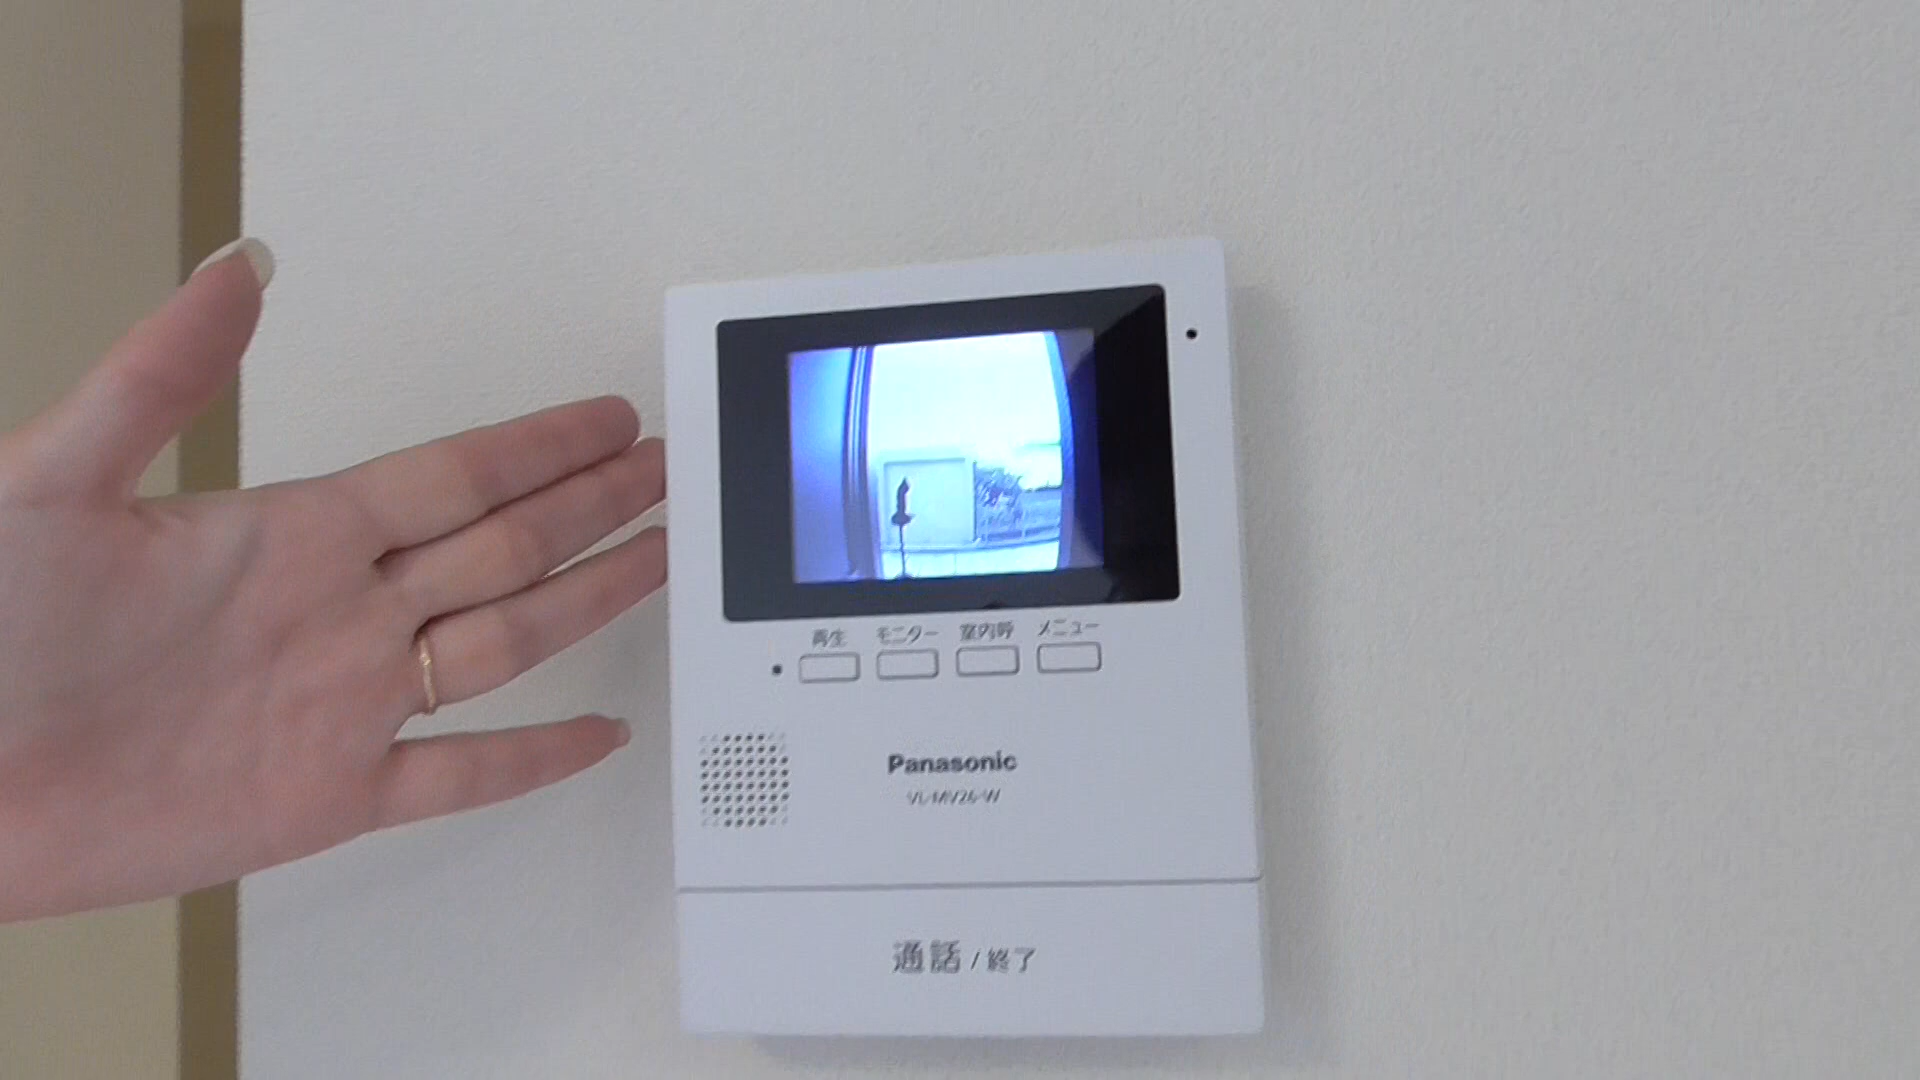 再生 モニター 室内呼 メニュー
Panasonic
VL-MV26-W
通話 / 終了